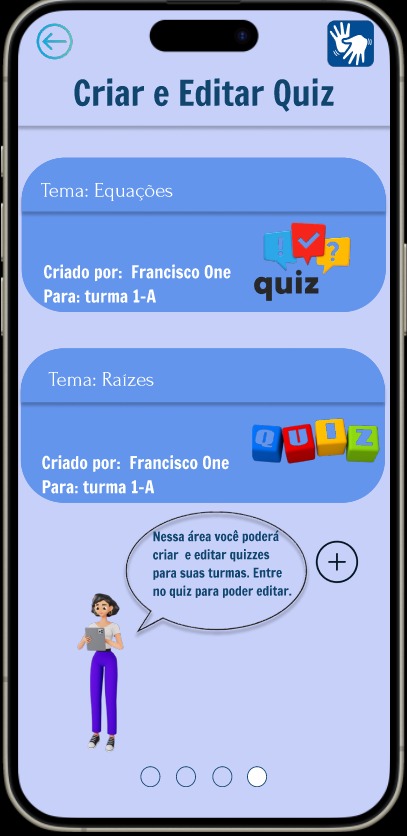 Criar e Editar Quiz
Tema: Equações
Criado por: Francisco One
Para: turma 1-A
quiz
Tema: Raízes
Criado por: Francisco One
Para: turma 1-A
QUIZ
Nessa área você poderá
criar e editar quizzes
para suas turmas. Entre
no quiz para poder editar.